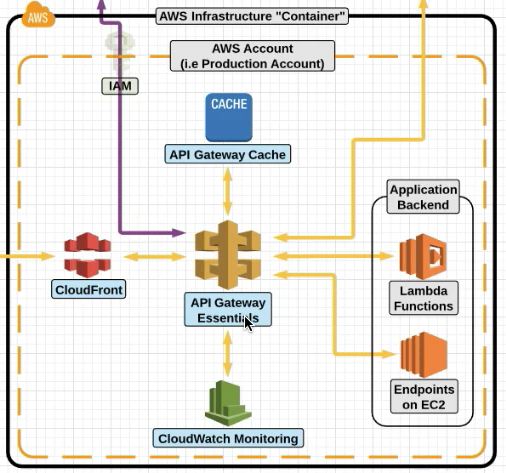 AWS
AWS Infrastructure "Container"
AWS Account
(i.e Production Account)
IAM
CACHE
API Gateway Cache
Application
Backend
CloudFront
API Gateway
Essentials
Lambda
Functions
Endpoints
on EC2
CloudWatch Monitoring